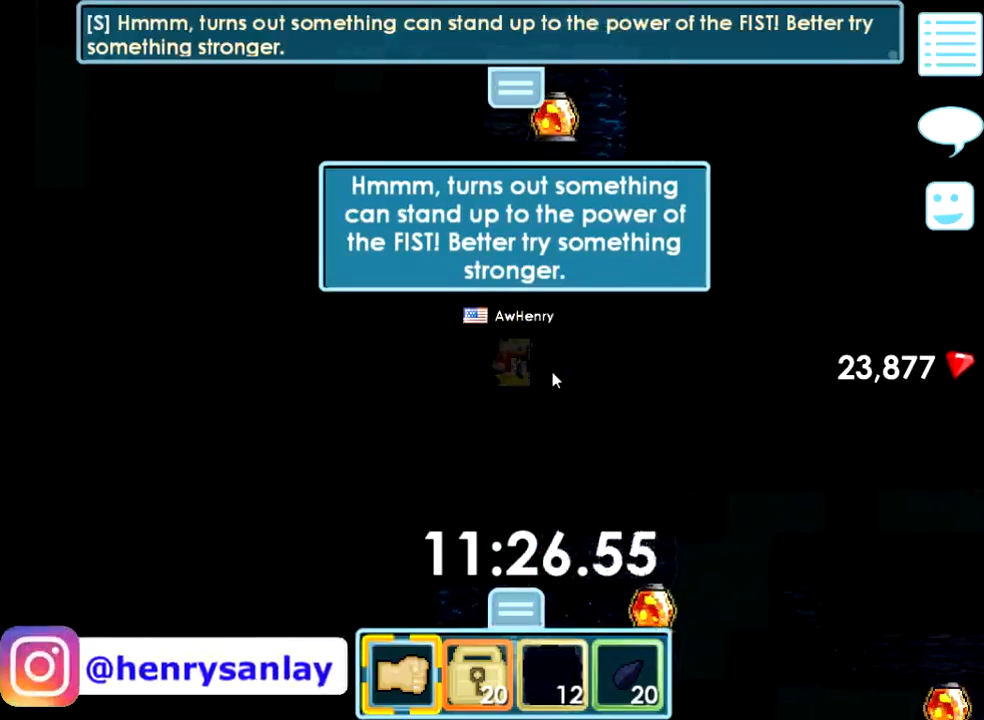 [S] Hmmm, turns out something can stand up to the power of the FIST! Better try
something stronger.
Hmmm, turns out something
can stand up to the power of
the FIST! Better try something
stronger.
AwHenry
23,877
11:26.55
@henrysanlay
20
12
20